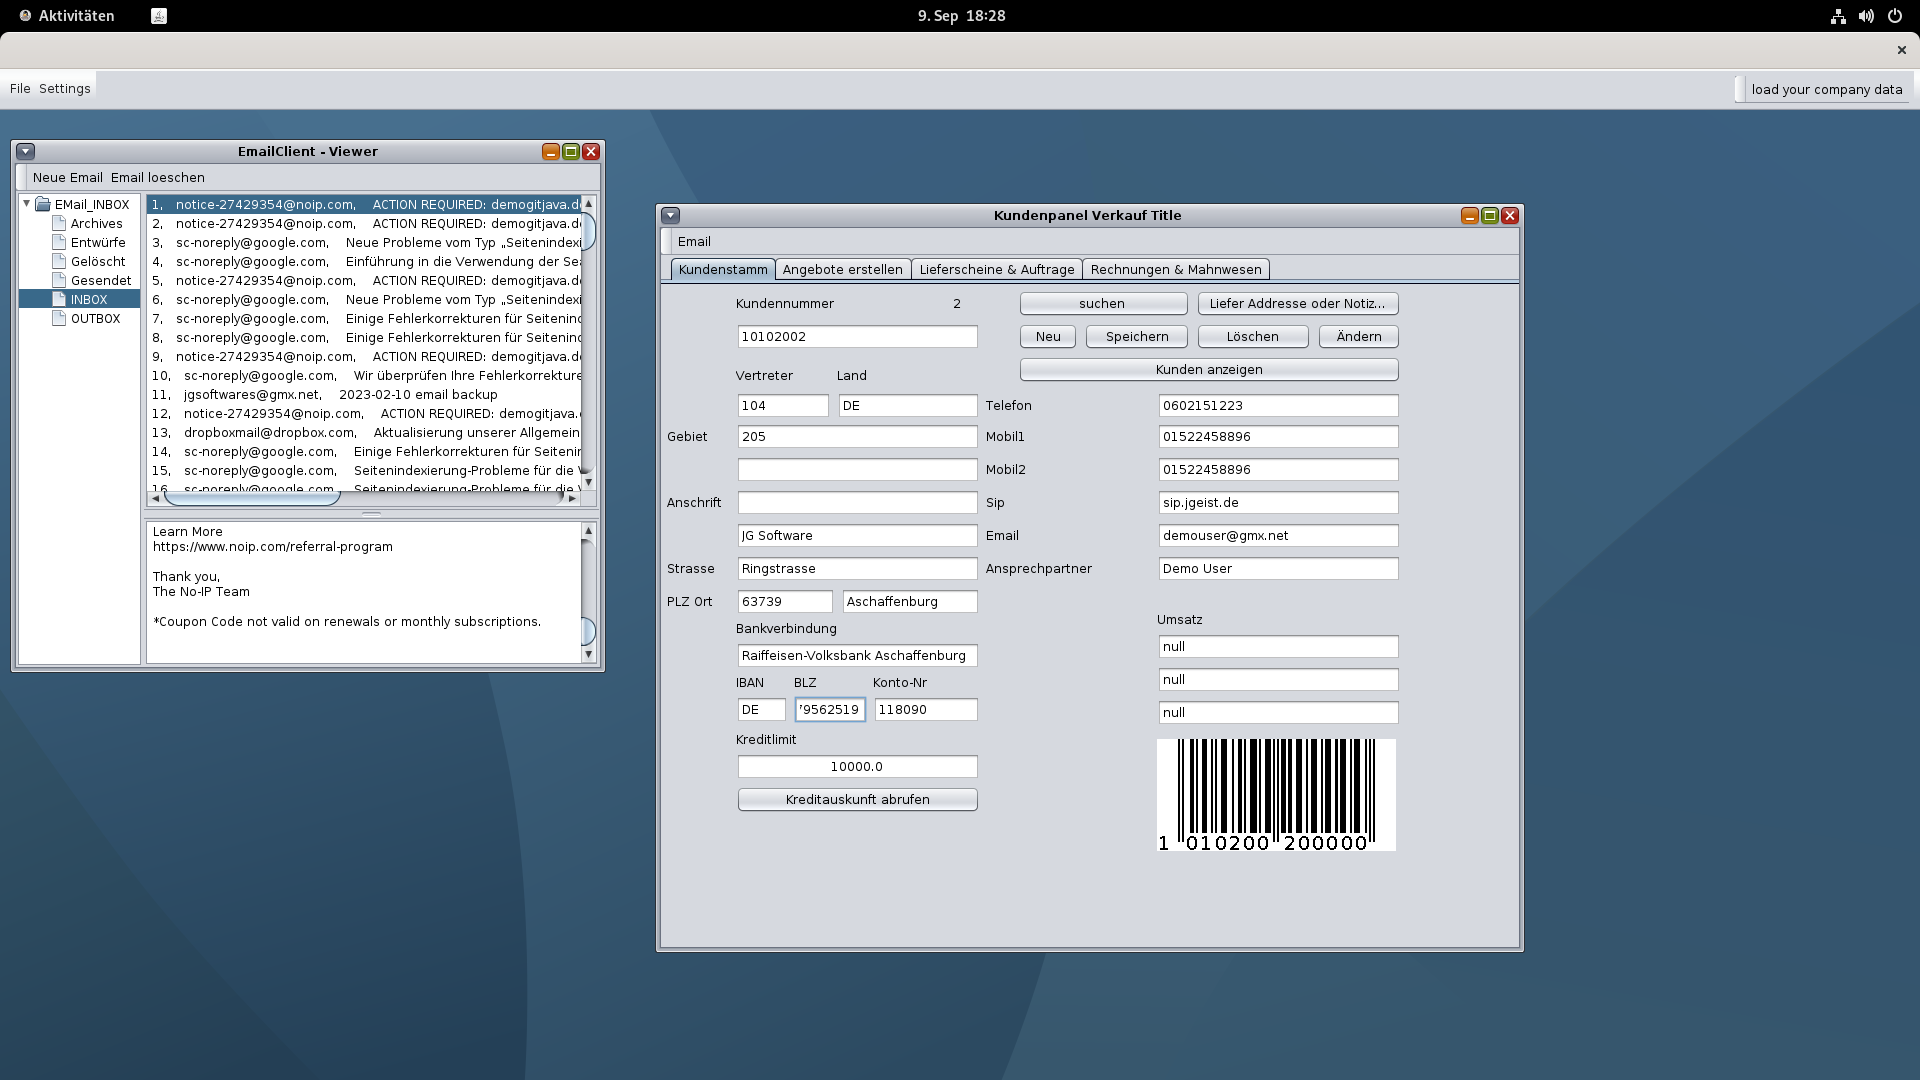 Aktivitäten
9. Sep 18:28
File Settings
load your company data
EmailClient - Viewer
Neue Email Email loeschen
EMail_INBOX
Archives
Entwürfe
Gelöscht
Gesendet
INBOX
OUTBOX
1, notice-27429354@noip.com, ACTION REQUIRED: demogitjava.d
2, notice-27429354@noip.com, ACTION REQUIRED: demogitjava.d
3, sc-noreply@google.com, Neue Probleme vom Typ „Seitenindexi
4, sc-noreply@google.com, Einführung in die Verwendung der Sea
5, notice-27429354@noip.com, ACTION REQUIRED: demogitjava.d
6, sc-noreply@google.com, Neue Probleme vom Typ „Seitenindexi
7, sc-noreply@google.com, Einige Fehlerkorrekturen für Seitenind
8, sc-noreply@google.com, Einige Fehlerkorrekturen für Seitenind
9, notice-27429354@noip.com, ACTION REQUIRED: demogitjava.d
10, sc-noreply@google.com, Wir überprüfen Ihre Fehlerkorrekture
11, jgsoftwares@gmx.net, 2023-02-10 email backup
12, notice-27429354@noip.com, ACTION REQUIRED: demogitjava.
13, dropboxmail@dropbox.com, Aktualisierung unserer Allgemein
14, sc-noreply@google.com, Einige Fehlerkorrekturen für Seitenin
15, sc-noreply@google.com, Seitenindexierung-Probleme für die
16, sc-noreply@google.com, Seitenindexierung-Probleme für die
Learn More
https://www.noip.com/referral-program
Thank you,
The No-IP Team
*Coupon Code not valid on renewals or monthly subscriptions.
Kundenpanel Verkauf Title
Email
Kundenstamm Angebote erstellen Lieferscheine & Auftrage Rechnungen & Mahnwesen
Kundennummer 2 suchen Liefer Addresse oder Notiz...
10102002 Neu Speichern Löschen Ändern
Kunden anzeigen
Vertreter Land
104 DE Telefon 0602151223
Gebiet 205 Mobil1 01522458896
Mobil2 01522458896
Anschrift Sip sip.jgeist.de
JG Software Email demouser@gmx.net
Strasse Ringstrasse Ansprechpartner Demo User
PLZ Ort 63739 Aschaffenburg
Umsatz
Bankverbindung
null
Raiffeisen-Volksbank Aschaffenburg
null
IBAN BLZ Konto-Nr
DE 79562519 118090
null
Kreditlimit
10000.0
Kreditauskunft abrufen
1 010200 200000